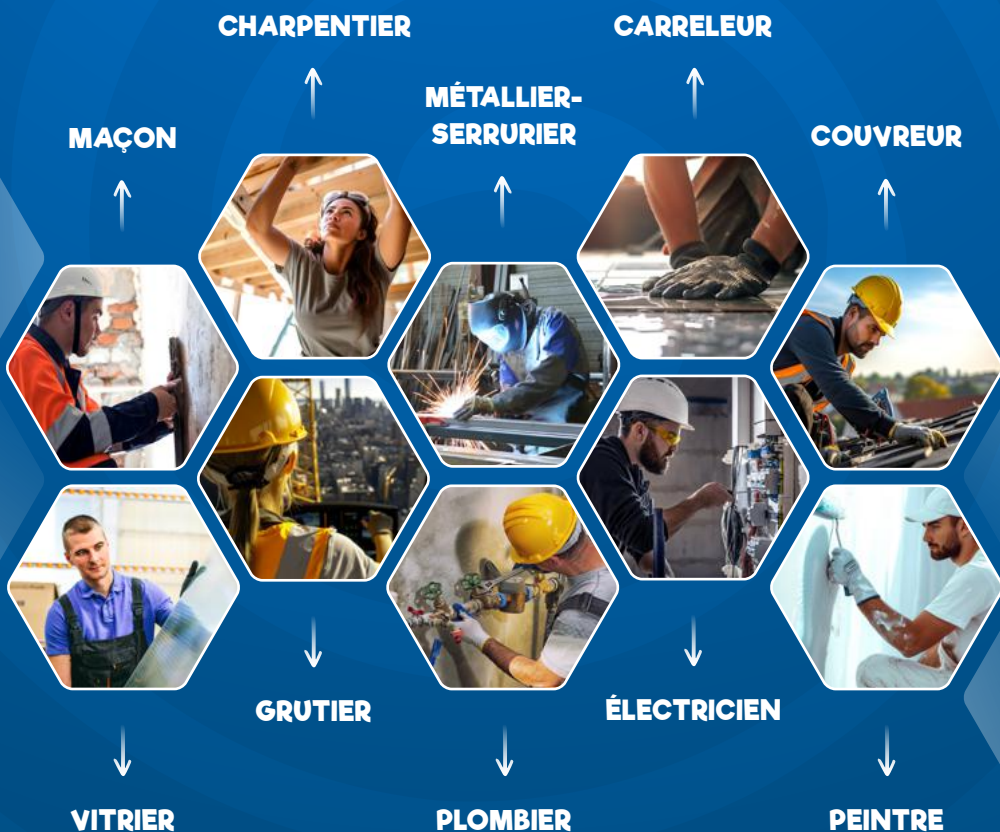 CHARPENTIER
CARRELEUR
MÉTALLIER-
SERRURIER
MAÇON
COUVREUR
GRUTIER
ÉLECTRICIEN
VITRIER
PLOMBIER
PEINTRE